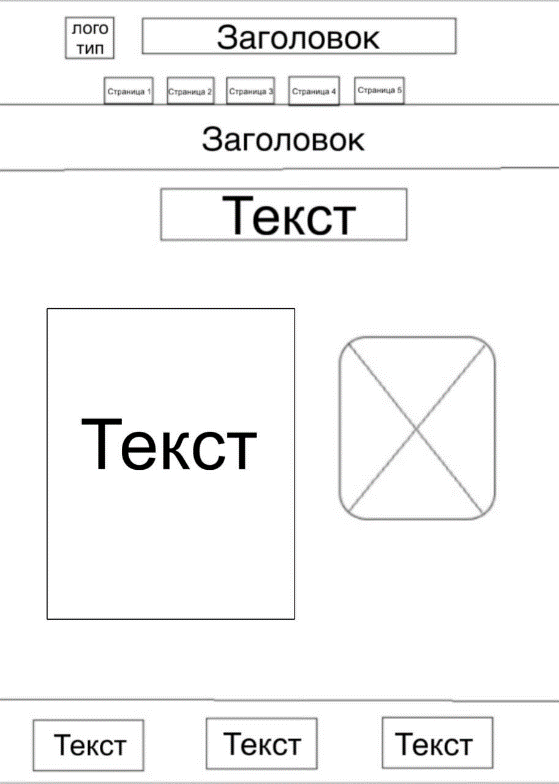 лого
тип
Заголовок
Страница 1
Страница 2
Страница 3
Страница 4
Страница 5
Заголовок
Текст
Текст
Текст
Текст
Текст